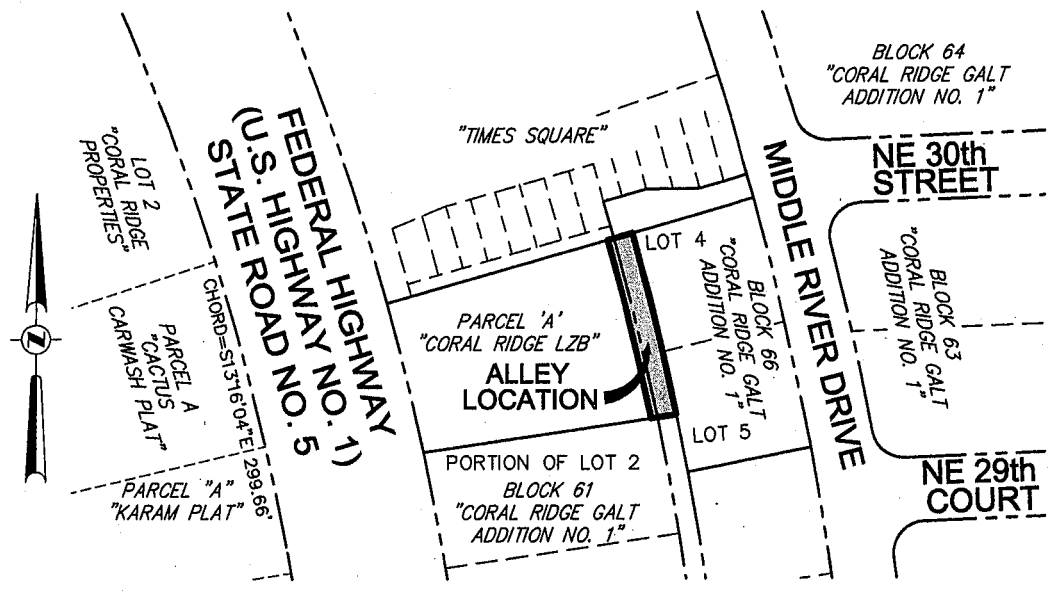 BLOCK 64
"CORAL RIDGE GALT
ADDITION NO. 1"
"TIMES SQUARE"
NE 30th
STREET
LOT 2
"CORAL RIDGE
PROPERTIES"
FEDERAL HIGHWAY
(U.S. HIGHWAY NO. 1)
STATE ROAD NO. 5
MIDDLE RIVER DRIVE
LOT 4
BLOCK 66
"CORAL RIDGE GALT
ADDITION NO. 1"
BLOCK 63
"CORAL RIDGE GALT
ADDITION NO. 1"
CHORD=S13°16'04"E 299.66'
PARCEL A
"CACTUS
CARWASH PLAT"
PARCEL 'A'
"CORAL RIDGE LZB"
ALLEY
LOCATION
LOT 5
PORTION OF LOT 2
BLOCK 61
"CORAL RIDGE GALT
ADDITION NO. 1"
PARCEL "A"
"KARAM PLAT"
NE 29th
COURT
N